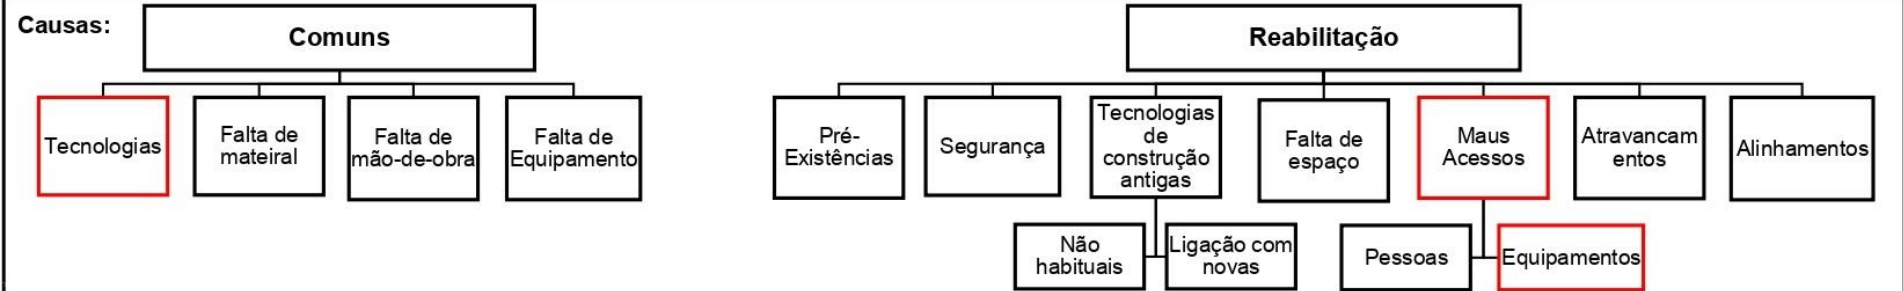 Causas:
Comuns
Reabilitação
Tecnologias
Falta de
mateiral
Falta de
mão-de-obra
Falta de
Equipamento
Pré-
Existências
Segurança
Tecnologias
de
construção
antigas
Falta de
espaço
Maus
Acessos
Atravancam
entos
Alinhamentos
Não
habituais
Ligação com
novas
Pessoas
Equipamentos